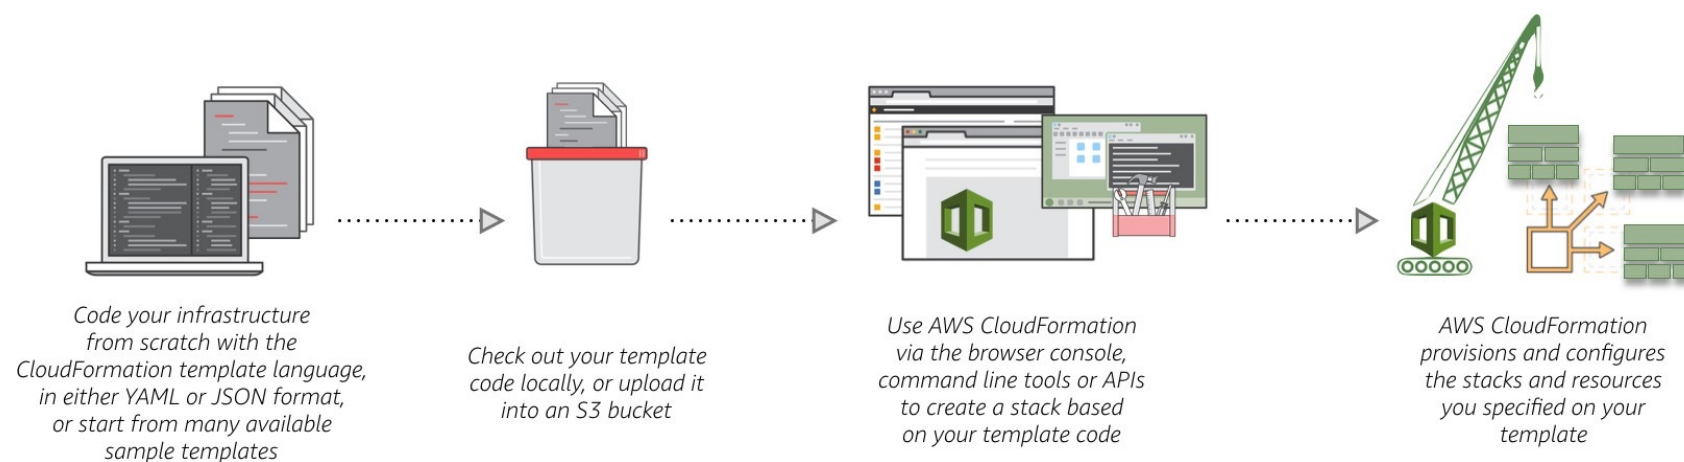 Code your infrastructure
from scratch with the
CloudFormation template language,
in either YAML or JSON format,
or start from many available
sample templates
Check out your template
code locally, or upload it
into an S3 bucket
Use AWS CloudFormation
via the browser console,
command line tools or APIs
to create a stack based
on your template code
AWS CloudFormation
provisions and configures
the stacks and resources
you specified on your
template